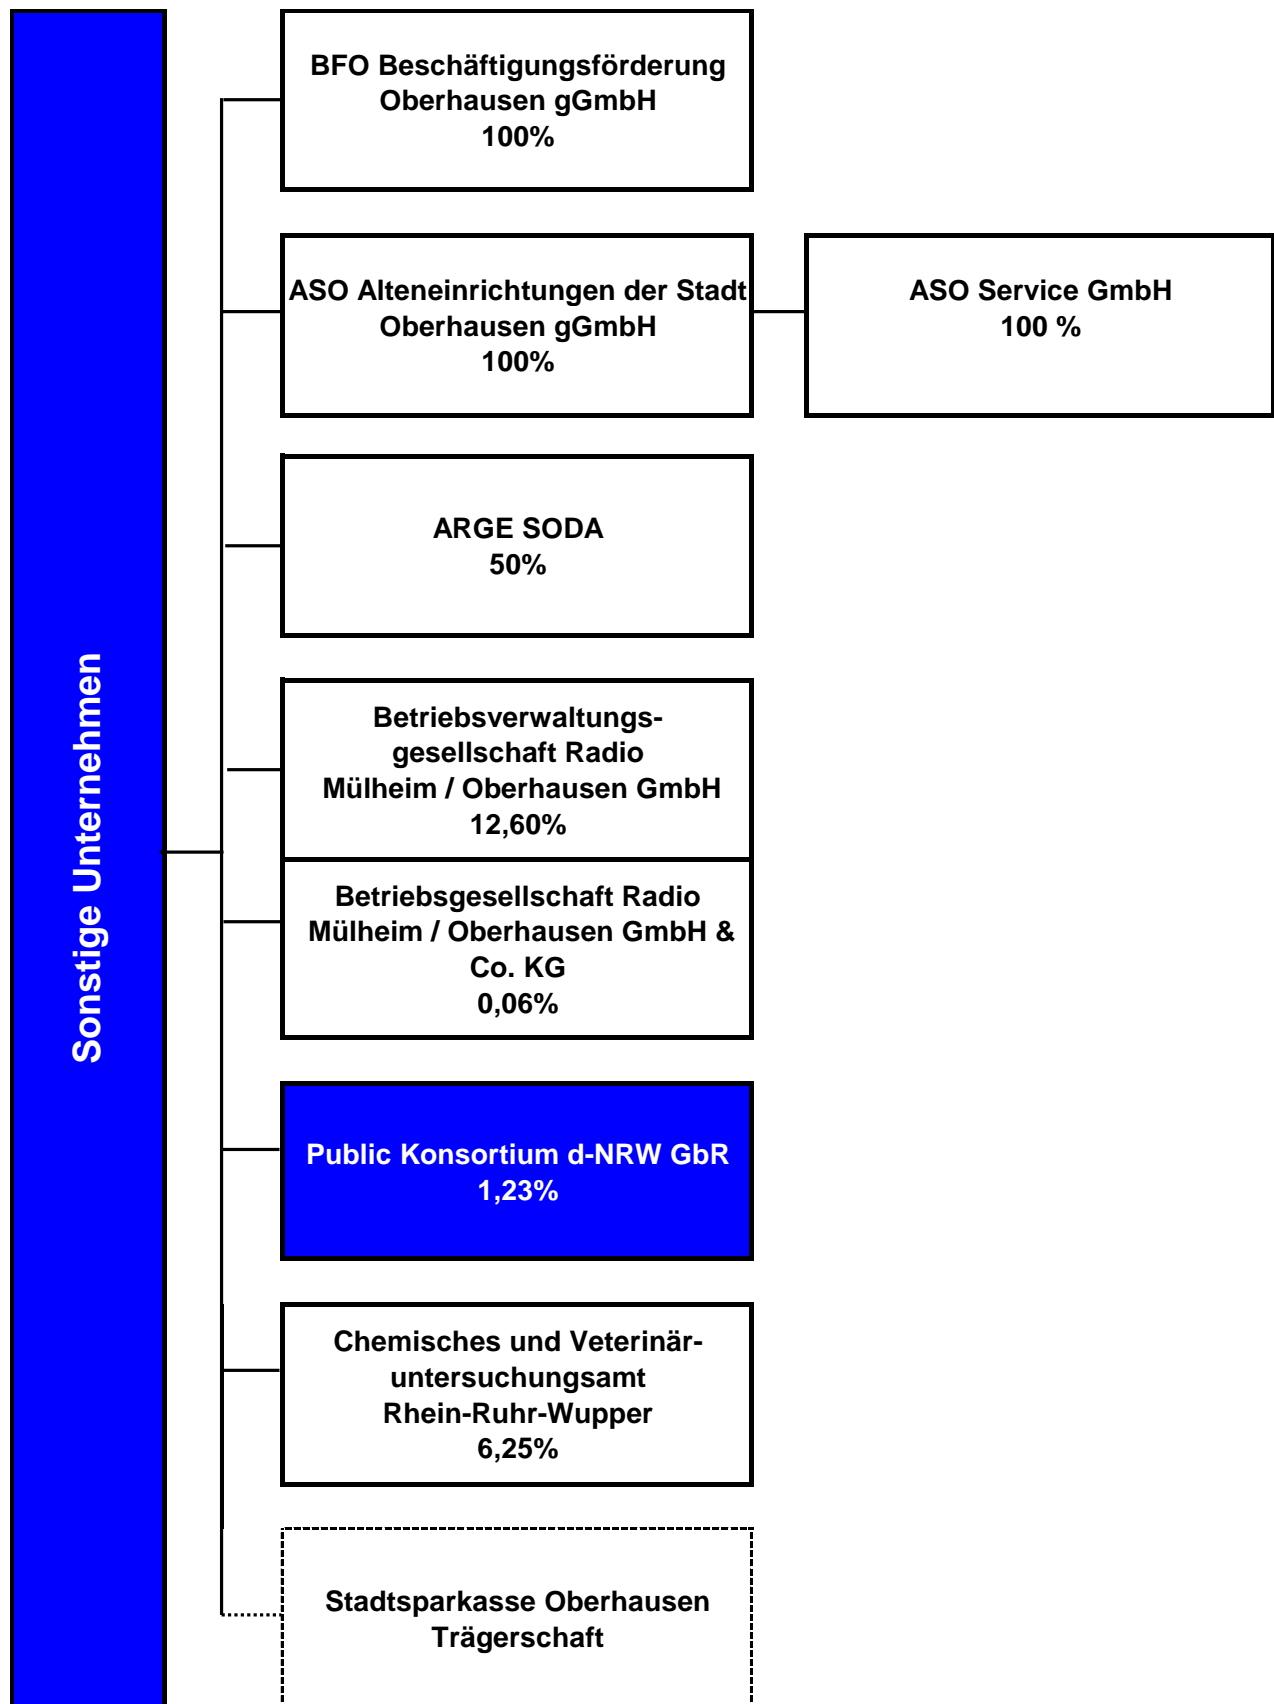 Sonstige Unternehmen
BFO Beschäftigungsförderung
Oberhausen gGmbH
100%
ASO Alteneinrichtungen der Stadt
Oberhausen gGmbH
100%
ASO Service GmbH
100 %
ARGE SODA
50%
Betriebsverwaltungs-
gesellschaft Radio
Mülheim / Oberhausen GmbH
12,60%
Betriebsgesellschaft Radio
Mülheim / Oberhausen GmbH &
Co. KG
0,06%
Public Konsortium d-NRW GbR
1,23%
Chemisches und Veterinär-
untersuchungsamt
Rhein-Ruhr-Wupper
6,25%
Stadtsparkasse Oberhausen
Trägerschaft